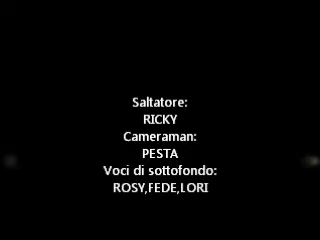 Saltatore:
RICKY
Cameraman:
PESTA
Voci di sottofondo:
ROSY,FEDE,LORI